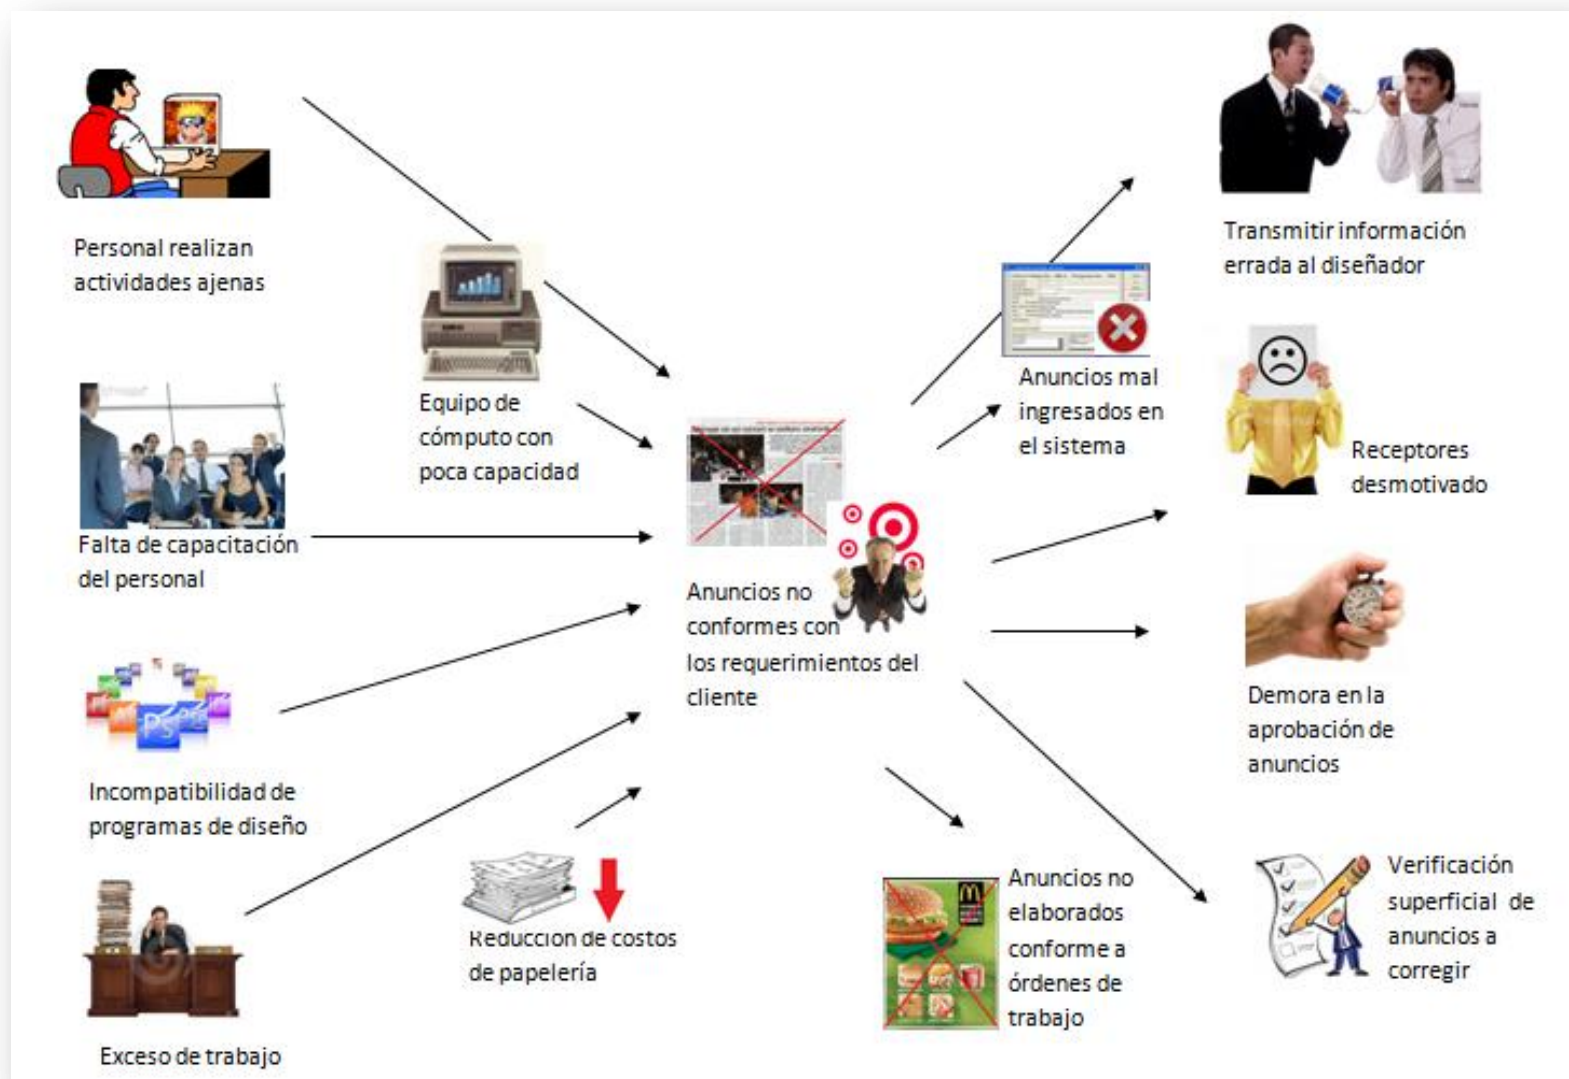 Personal realizan
actividades ajenas
Equipo de
cómputo con
poca capacidad
Falta de capacitación
del personal
Incompatibilidad de
programas de diseño
Exceso de trabajo
Reducción de costos
de papelería
Anuncios no
conformes con
los requerimientos del
cliente
Anuncios mal
ingresados en
el sistema
Transmitir información
errada al diseñador
Receptores
desmotivado
Demora en la
aprobación de
anuncios
Verificación
superficial de
anuncios a
corregir
Anuncios no
elaborados
conforme a
órdenes de
trabajo
Ps